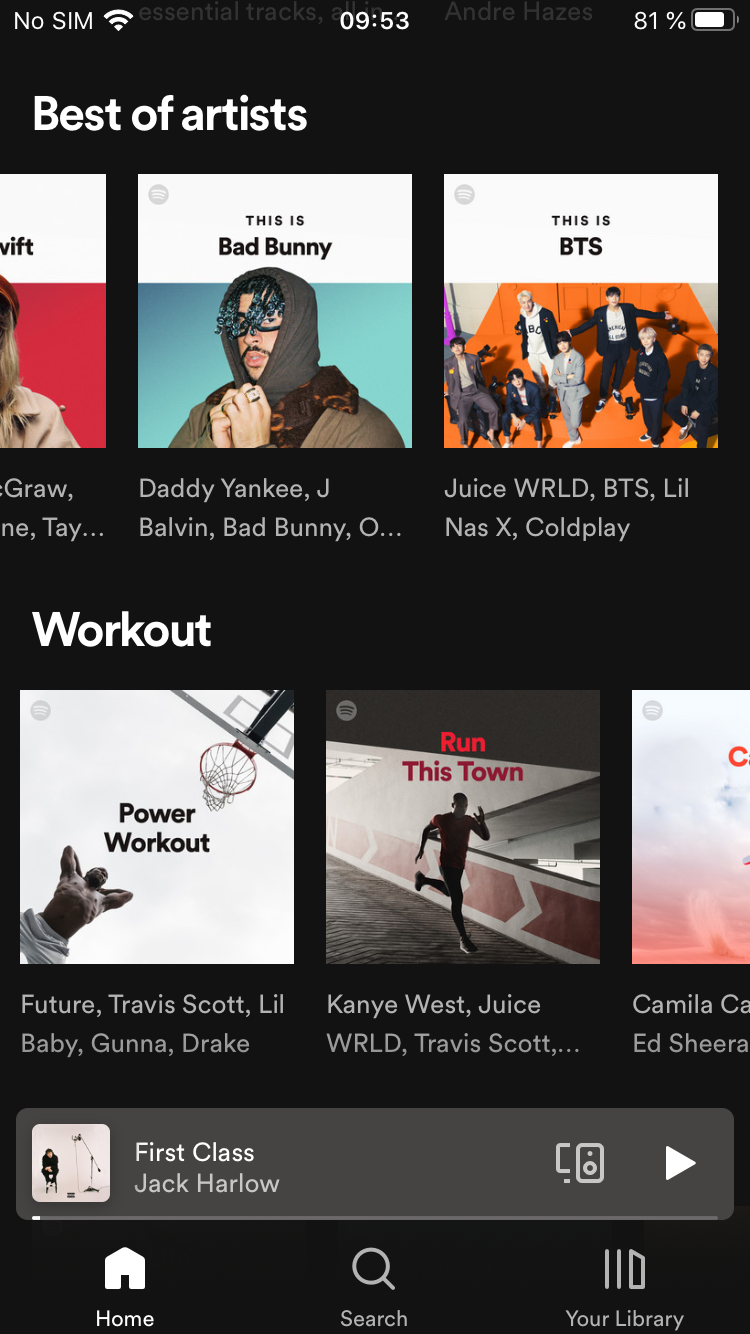 essential tracks, all in
Andre Hazes
No SIM
09:53
81 %
Best of artists
wift
THIS IS
Bad Bunny
THIS IS
BTS
cGraw,
ne, Tay...
Daddy Yankee, J
Balvin, Bad Bunny, O...
Juice WRLD, BTS, Lil
Nas X, Coldplay
Workout
Power
Workout
Run
This Town
Ca
Future, Travis Scott, Lil
Baby, Gunna, Drake
Kanye West, Juice
WRLD, Travis Scott,...
Camila Ca
Ed Sheera
First Class
Jack Harlow
Home
Search
Your Library